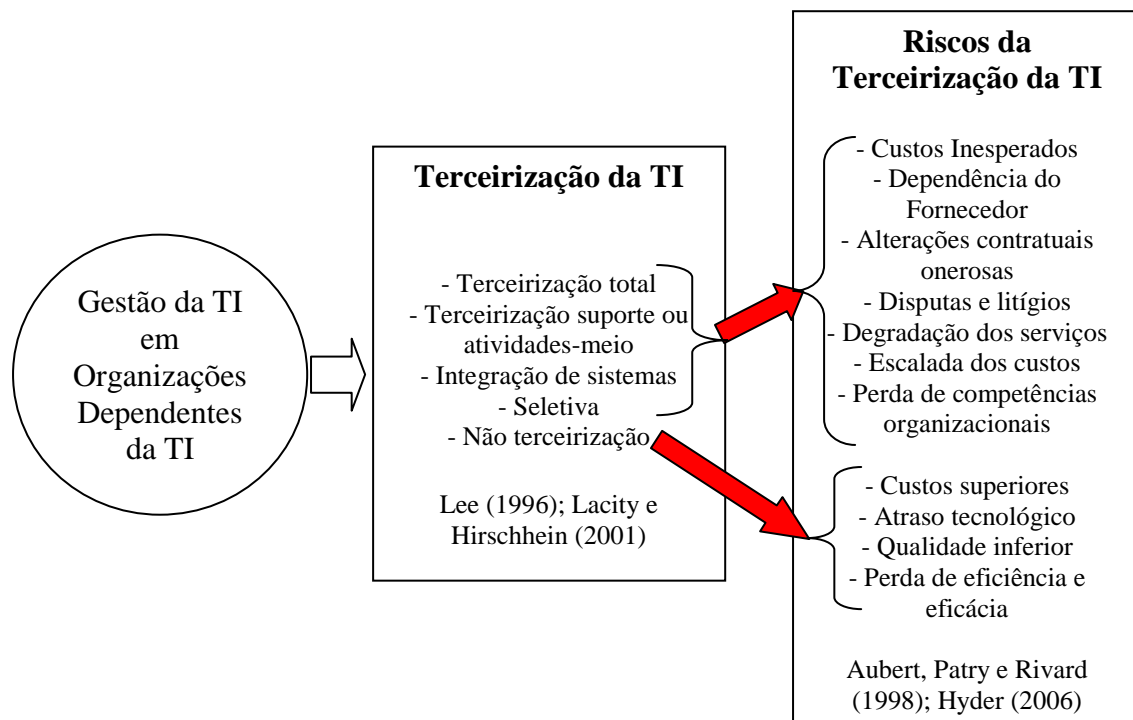 Gestão da TI
em
Organizações
Dependentes
da TI
Terceirização da TI
- Terceirização total
- Terceirização suporte ou
atividades-meio
- Integração de sistemas
- Seletiva
- Não terceirização
Lee (1996); Lacity e
Hirschhein (2001)
Riscos da
Terceirização da TI
- Custos Inesperados
- Dependência do
Fornecedor
- Alterações contratuais
onerosas
- Disputas e litígios
- Degradação dos serviços
- Escalada dos custos
- Perda de competências
organizacionais
- Custos superiores
- Atraso tecnológico
- Qualidade inferior
- Perda de eficiência e
eficácia
Aubert, Patry e Rivard
(1998); Hyder (2006)